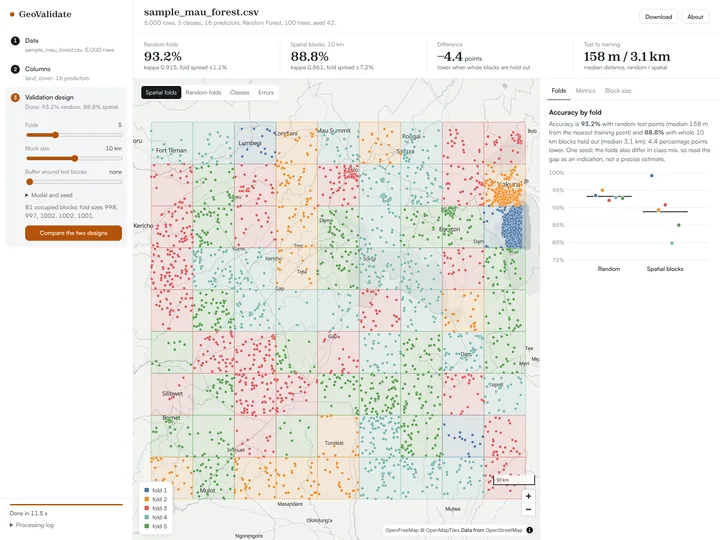 GeoValidate
1 Data
sample_mau_forest.csv. 5,000 rows
2 Columns
land_cover: 16 predictors
3 Validation design
Done: 93.2% random, 88.8% spatial
Folds 5
Block size 10 km
Buffer around test blocks none
Model and seed
81 occupied blocks fold sizes 998,
997, 1002, 1002, 1001.
Compare the two designs
Done in 11.5 s
Processing log
sample_mau_forest.csv
5,000 rows, 5 classes, 16 predictors. Random Forest. 100 trees, seed 42.
Download
About
Random folds
93.2%
kappa 0.915, fold spread ±1.1%
Spatial blocks, 10 km
88.8%
kappa 0.861, fold spread ±7.2%
Difference
−4.4 points
lower when whole blocks are held out
Test to training
158 m / 3.1 km
median distance, random / spatial
Spatial folds
Random folds
Classes
Errors
Londiani
Mau Summit
Lumbwa
Fort Ternan
Kericho
Kericho
Tinet
Gap
Silibwet
Bomet
Mulot
Torokiat
Masandare
Olololung'a
Ngorengore
Mulwa
Bob
Dam
Tee
10 km
fold 1
fold 2
fold 3
fold 4
fold 5
+
−
OpenFreeMap © OpenMapTiles Data from OpenStreetMap
Folds
Metrics
Block size
Accuracy by fold
Accuracy is 93.2% with random test points (median 158 m
from the nearest training point) and 88.8% with whole 10
km blocks held out (median 3.1 km); 4.4 percentage points
lower. One seed; the folds also differ in class mix, so read the
gap as an indication, not a precise estimate.
100%
95%
90%
85%
80%
75%
Random
Spatial blocks